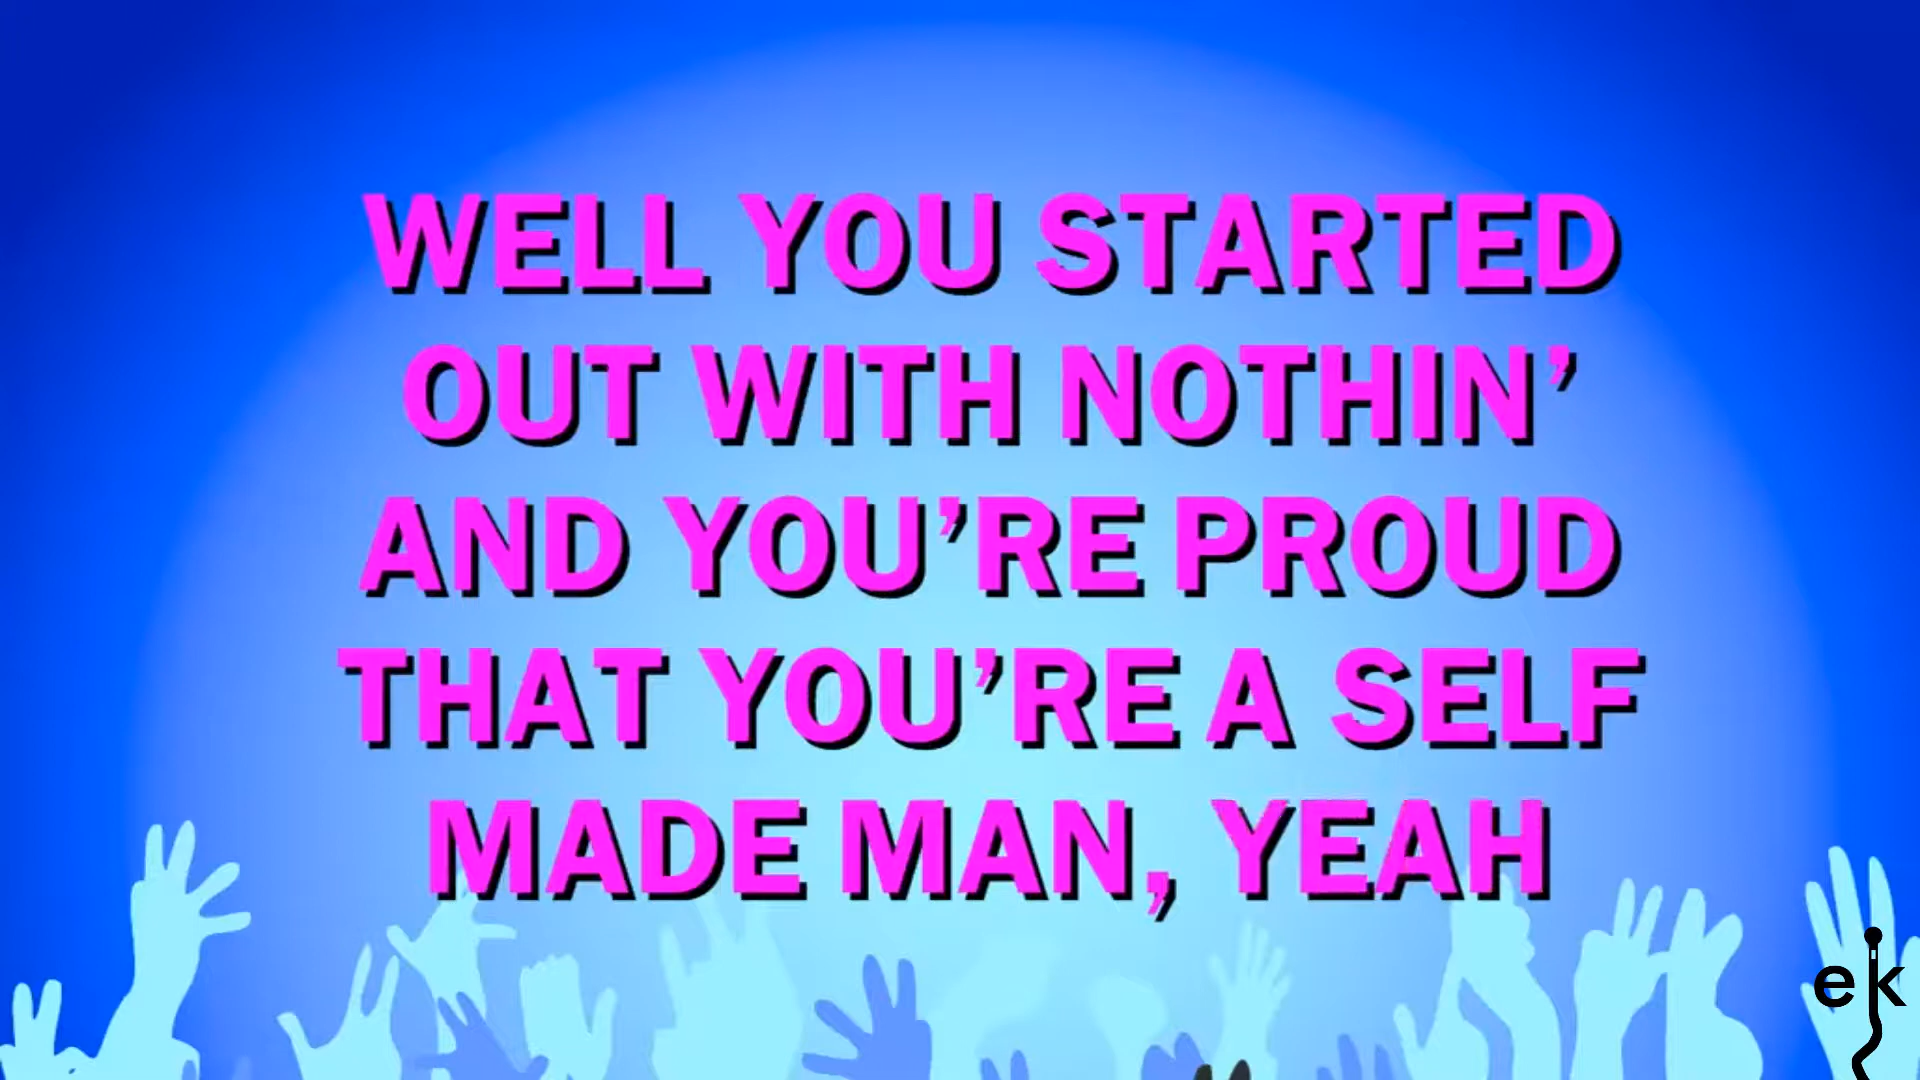 WELL YOU STARTED
OUT WITH NOTHIN’
AND YOU’RE PROUD
THAT YOU’RE A SELF
MADE MAN, YEAH
ek